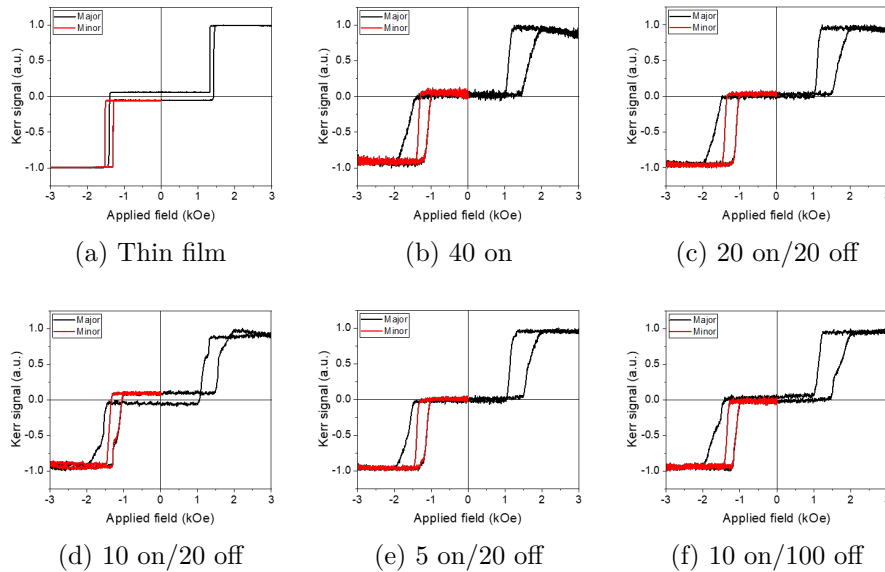 Major
Minor
1.0
0.5
0.0
-0.5
-1.0
Kerr signal (a.u.)
-3 -2 -1 0 1 2 3
Applied field (kOe)
(a) Thin film
Major
Minor
1.0
0.5
0.0
-0.5
-1.0
Kerr signal (a.u.)
-3 -2 -1 0 1 2 3
Applied field (kOe)
(b) 40 on
Major
Minor
1.0
0.5
0.0
-0.5
-1.0
Kerr signal (a.u.)
-3 -2 -1 0 1 2 3
Applied field (kOe)
(c) 20 on/20 off
Major
Minor
1.0
0.5
0.0
-0.5
-1.0
Kerr signal (a.u.)
-3 -2 -1 0 1 2 3
Applied field (kOe)
(d) 10 on/20 off
Major
Minor
1.0
0.5
0.0
-0.5
-1.0
Kerr signal (a.u.)
-3 -2 -1 0 1 2 3
Applied field (kOe)
(e) 5 on/20 off
Major
Minor
1.0
0.5
0.0
-0.5
-1.0
Kerr signal (a.u.)
-3 -2 -1 0 1 2 3
Applied field (kOe)
(f) 10 on/100 off